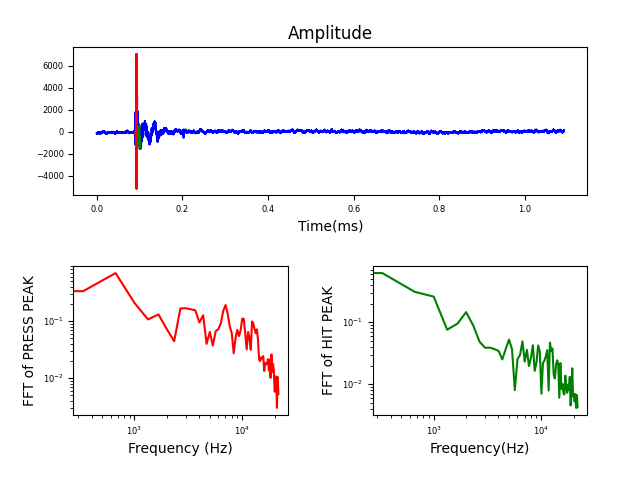 Amplitude
6000
4000
2000
0
−2000
−4000
0.0 0.2 0.4 0.6 0.8 1.0
Time(ms)
FFT of PRESS PEAK
10⁻¹
10⁻²
10³ 10⁴
Frequency (Hz)
FFT of HIT PEAK
10⁻¹
10⁻²
10³ 10⁴
Frequency(Hz)